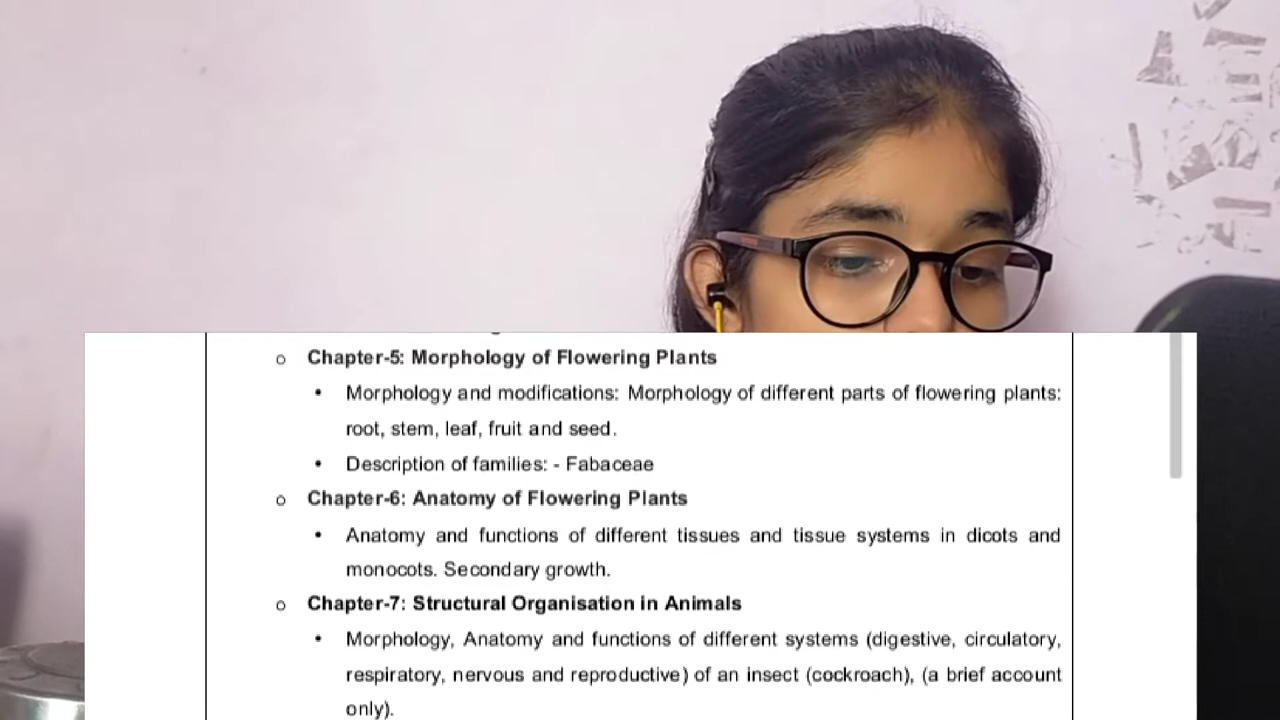 o Chapter-5: Morphology of Flowering Plants
• Morphology and modifications: Morphology of different parts of flowering plants:
root, stem, leaf, fruit and seed.
• Description of families: - Fabaceae
o Chapter-6: Anatomy of Flowering Plants
• Anatomy and functions of different tissues and tissue systems in dicots and
monocots. Secondary growth.
o Chapter-7: Structural Organisation in Animals
• Morphology, Anatomy and functions of different systems (digestive, circulatory,
respiratory, nervous and reproductive) of an insect (cockroach), (a brief account
only).